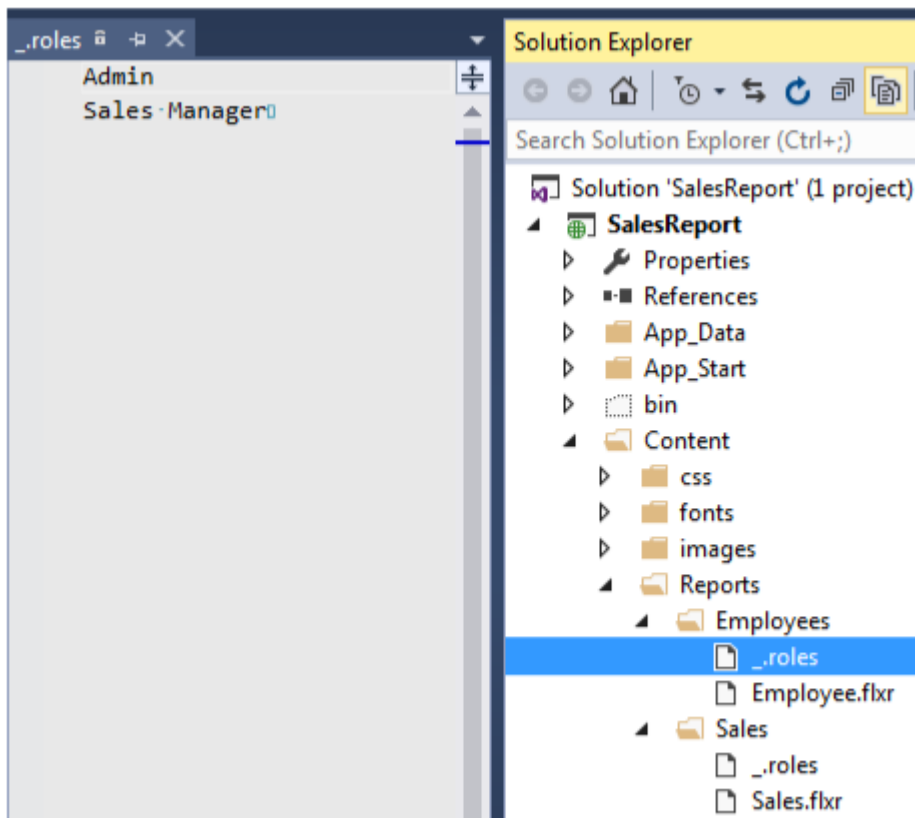 _.roles
Admin
Sales Manager
Solution Explorer
Search Solution Explorer (Ctrl+;)
Solution 'SalesReport' (1 project)
SalesReport
Properties
References
App_Data
App_Start
bin
Content
css
fonts
images
Reports
Employees
_.roles
Employee.flxr
Sales
_.roles
Sales.flxr